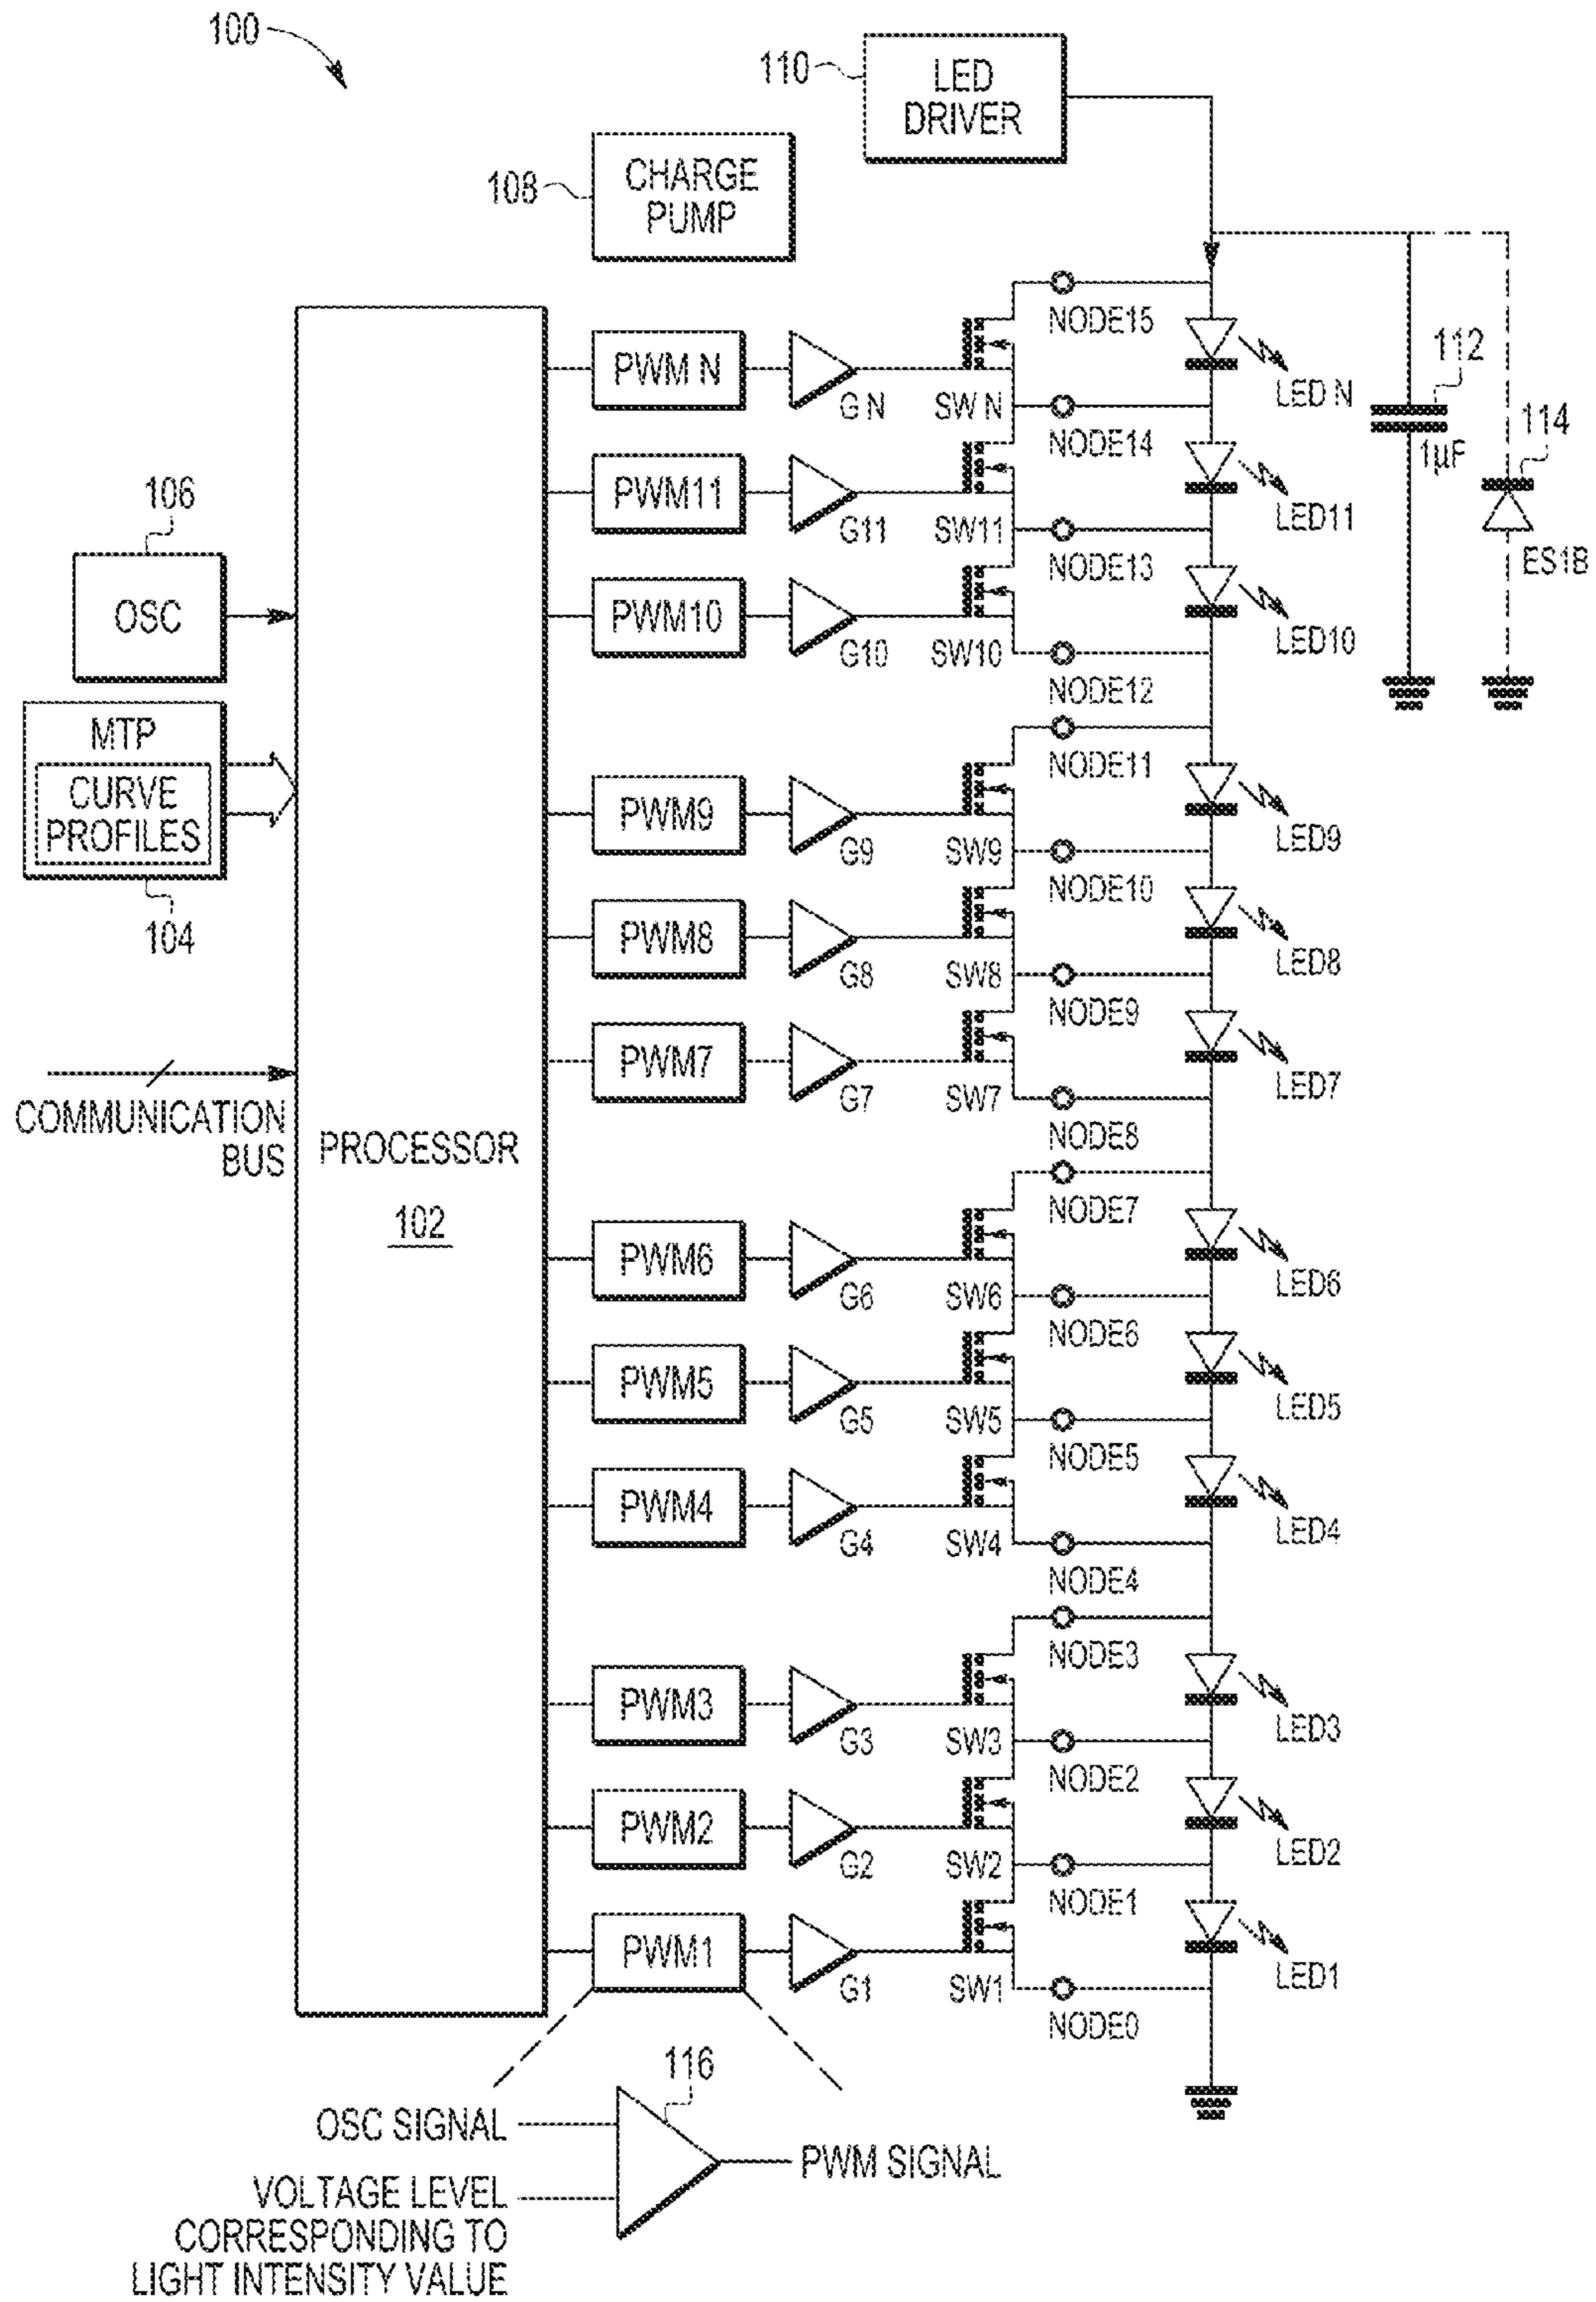 100
110
LED
DRIVER
108
CHARGE
PUMP
PWM N
G N
SW N
NODE15
LED N
112
1µF
114
ES1B
NODE14
PWM11
G11
SW11
LED11
NODE13
106
OSC
PWM10
G10
SW10
LED10
NODE12
MTP
CURVE
PROFILES
104
NODE11
PWM9
G9
SW9
LED9
NODE10
PWM8
G8
SW8
LED8
NODE9
PWM7
G7
SW7
LED7
NODE8
COMMUNICATION
BUS
PROCESSOR
102
NODE7
PWM6
G6
SW6
LED6
NODE6
PWM5
G5
SW5
LED5
NODE5
PWM4
G4
SW4
LED4
NODE4
NODE3
PWM3
G3
SW3
LED3
NODE2
PWM2
G2
SW2
LED2
NODE1
PWM1
G1
SW1
LED1
NODE0
116
OSC SIGNAL
PWM SIGNAL
VOLTAGE LEVEL
CORRESPONDING TO
LIGHT INTENSITY VALUE